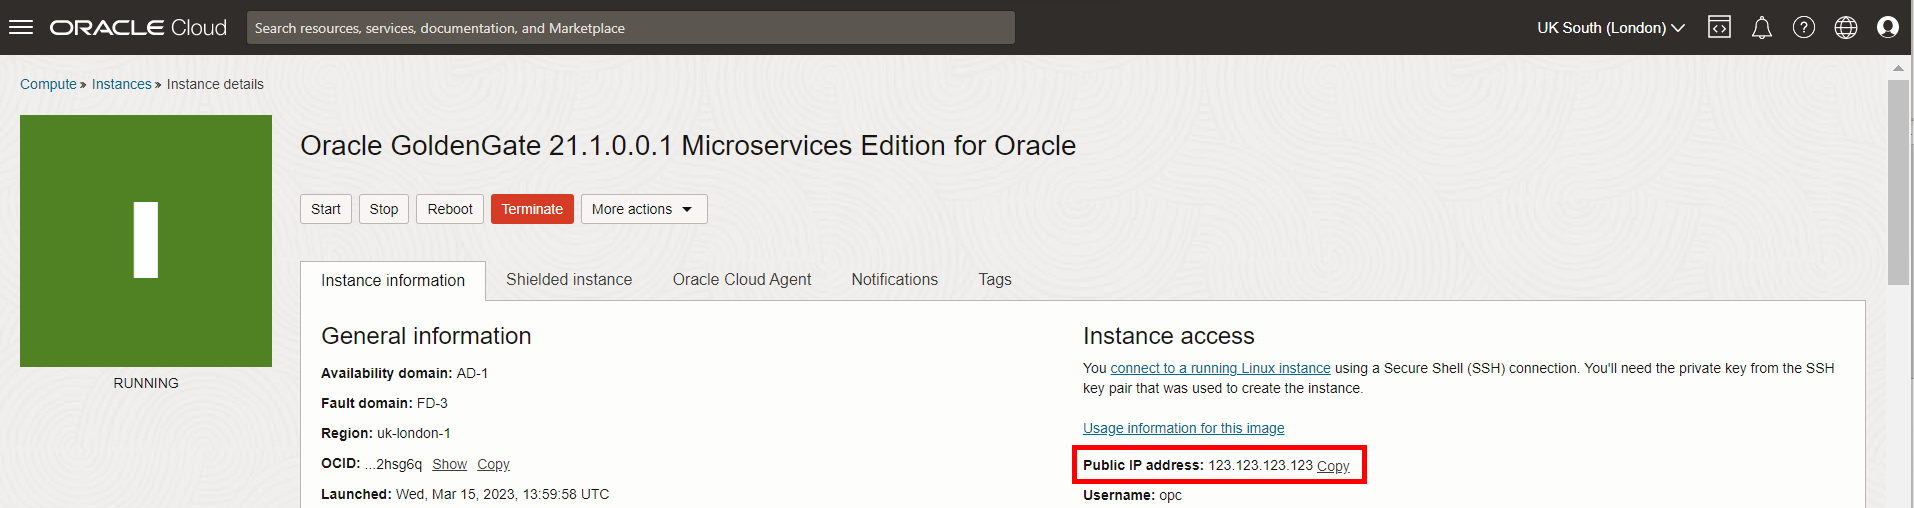 ORACLE Cloud
Search resources, services, documentation, and Marketplace
UK South (London)
Compute » Instances » Instance details
Oracle GoldenGate 21.1.0.0.1 Microservices Edition for Oracle
Start Stop Reboot Terminate More actions
RUNNING
Instance information Shielded instance Oracle Cloud Agent Notifications Tags
General information
Availability domain: AD-1
Fault domain: FD-3
Region: uk-london-1
OCID: ...2hsg6q Show Copy
Launched: Wed, Mar 15, 2023, 13:59:58 UTC
Instance access
You connect to a running Linux instance using a Secure Shell (SSH) connection. You'll need the private key from the SSH
key pair that was used to create the instance.
Usage information for this image
Public IP address: 123.123.123.123 Copy
Username: opc